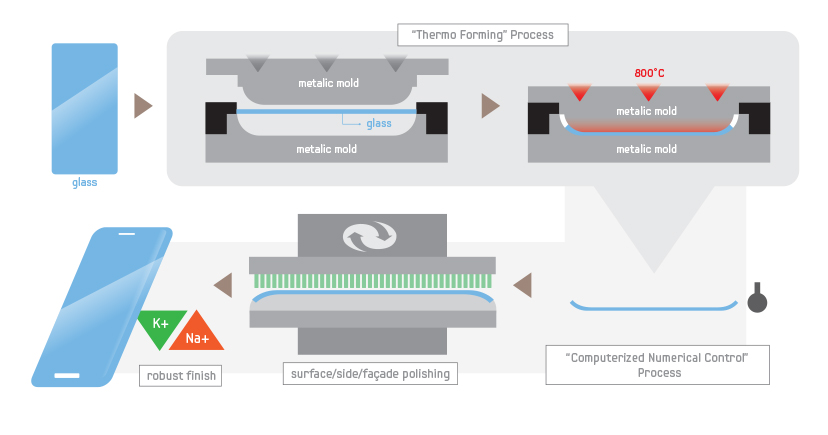 "Thermo Forming" Process
glass
metalic mold
glass
metalic mold
800°C
metalic mold
metalic mold
K+
Na+
robust finish
surface/side/façade polishing
"Computerized Numerical Control"
Process